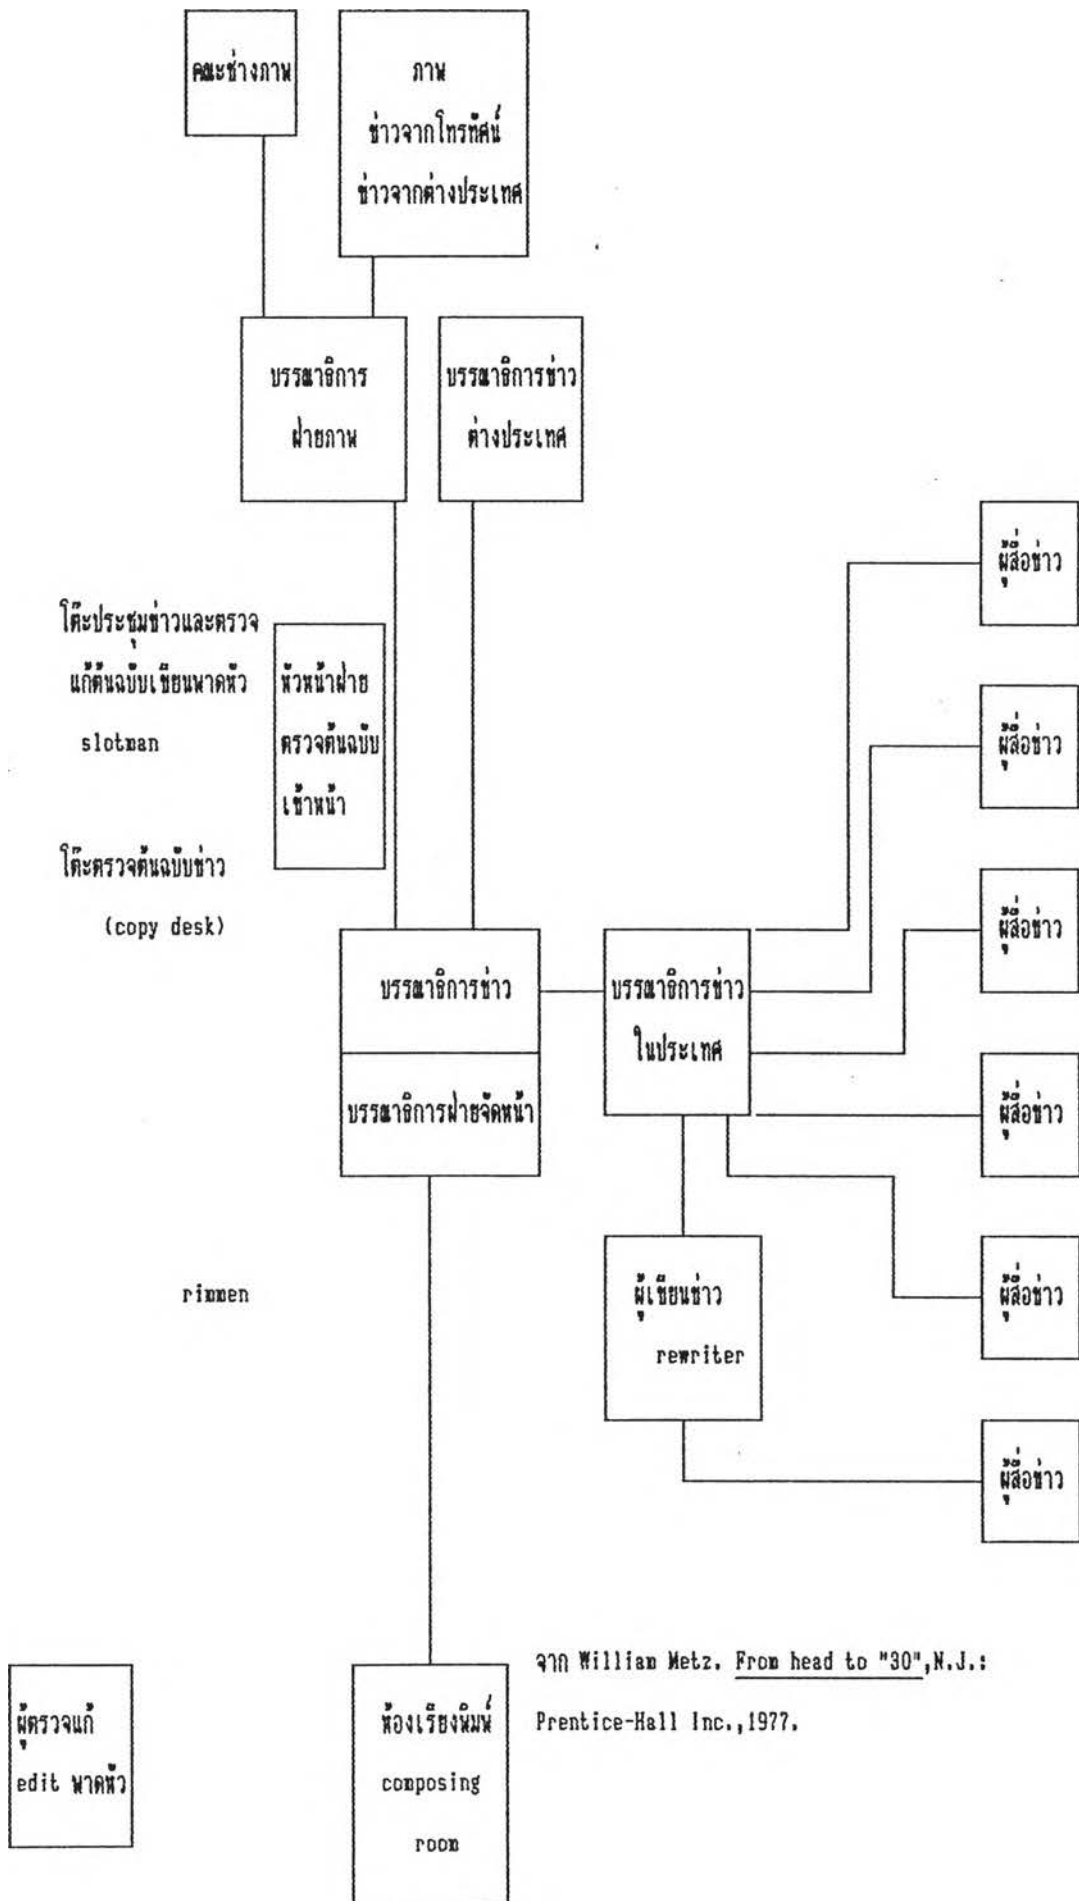 คณะช่างภาพ
ภาพ
ข่าวจากโทรทัศน์
ข่าวจากต่างประเทศ
บรรณาธิการ
ฝ่ายภาพ
บรรณาธิการข่าว
ต่างประเทศ
ผู้สื่อข่าว
โต๊ะประชุมข่าวและตรวจ
แก้ต้นฉบับเขียนพาดหัว
slotman
หัวหน้าฝ่าย
ตรวจต้นฉบับ
เข้าหน้า
ผู้สื่อข่าว
โต๊ะตรวจต้นฉบับข่าว
(copy desk)
ผู้สื่อข่าว
บรรณาธิการข่าว
บรรณาธิการข่าว
ในประเทศ
บรรณาธิการฝ่ายจัดหน้า
ผู้สื่อข่าว
rimmen
ผู้เขียนข่าว
rewriter
ผู้สื่อข่าว
ผู้สื่อข่าว
จาก William Metz. From head to "30",N.J.:
Prentice-Hall Inc.,1977.
ผู้ตรวจแก้
edit พาดหัว
ห้องเรียงพิมพ์
composing
room